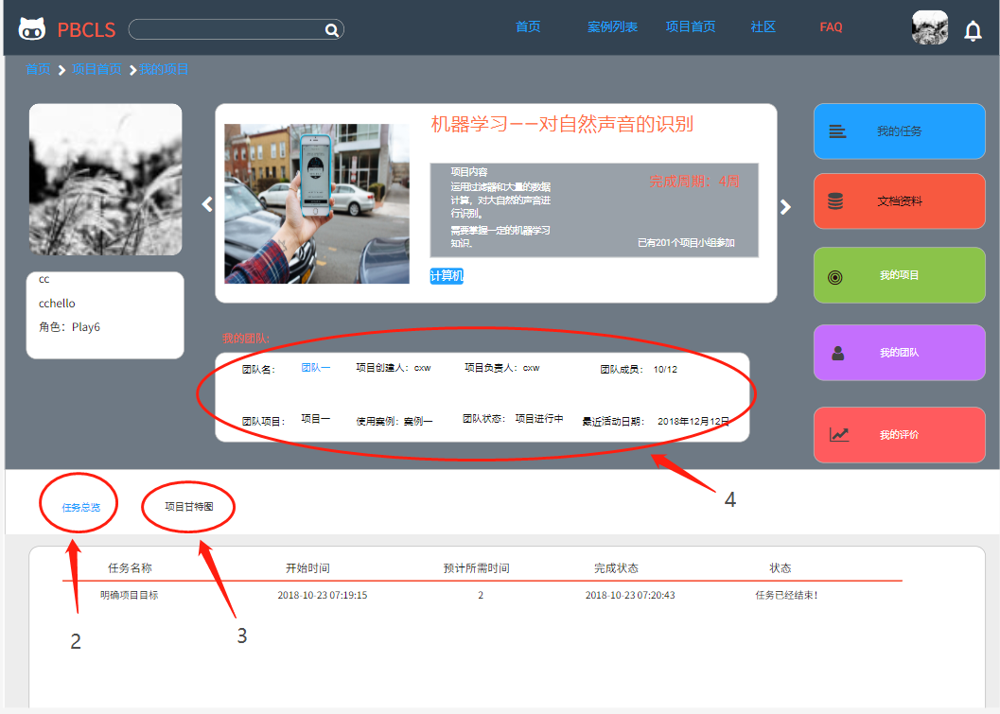 PBCLS
首页 案例列表 项目首页 社区 FAQ
首页 项目首页 我的项目
机器学习——对自然声音的识别
项目内容
运用过滤器和大量的数据
计算，对大自然的声音进
行识别。
需要掌握一定的机器学习
知识。
完成周期：4周
已有201个项目小组参加
计算机
cc
cchello
角色：Play6
我的任务
文档资料
我的项目
我的团队
我的评价
我的团队:
团队名： 团队一 项目创建人：cxw 项目负责人：cxw 团队成员： 10/12
团队项目： 项目一 使用案例：案例一 团队状态： 项目进行中 最近活动日期： 2018年12月12日
4
任务总览 项目甘特图
2
3
任务名称 开始时间 预计所需时间 完成状态 状态
明确项目目标 2018-10-23 07:19:15 2 2018-10-23 07:20:43 任务已经结束！